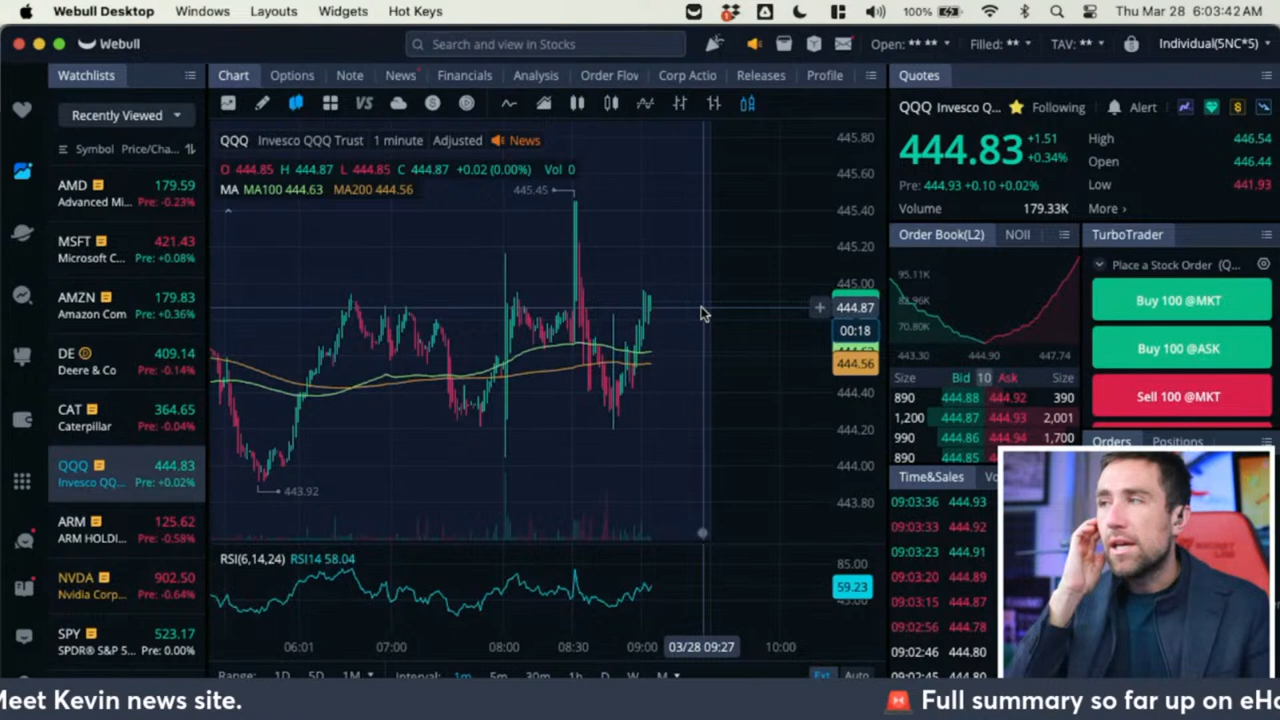 Webull Desktop Windows Layouts Widgets Hot Keys 100% Thu Mar 28 6:03:42 AM
Webull Search and view in Stocks Open: ** ** Filled: ** TAV: ** Individual(5NC*5)
Watchlists
Recently Viewed
Symbol Price/Cha...
AMD 179.59
Advanced Mi... Pre: -0.23%
MSFT 421.43
Microsoft C... Pre: +0.08%
AMZN 179.83
Amazon Com Pre: +0.36%
DE 409.14
Deere & Co Pre: -0.14%
CAT 364.65
Caterpillar Pre: -0.04%
QQQ 444.83
Invesco QQ... Pre: +0.02%
ARM 125.62
ARM HOLDI... Pre: -0.58%
NVDA 902.50
Nvidia Corp... Pre: -0.64%
SPY 523.17
SPDR® S&P 5... Pre: 0.00%
Chart Options Note News Financials Analysis Order Flov Corp Actio Releases Profile
VS
QQQ Invesco QQQ Trust 1 minute Adjusted News
O 444.85 H 444.87 L 444.85 C 444.87 +0.02 (0.00%) Vol 0
MA MA100 444.63 MA200 444.56
445.45
443.92
445.80
445.60
445.40
445.20
445.00
444.87
00:18
444.56
444.40
444.20
444.00
443.80
RSI(6,14,24) RSI14 58.04
85.00
59.23
06:01 07:00 08:00 08:30 09:00 03/28 09:27 10:00
Range: 1D 5D 1M Interval: 1m 5m 30m 1h D W M Ext Auto
Quotes
QQQ Invesco Q... Following Alert
444.83 +1.51 +0.34%
High 446.54
Open 446.44
Low 441.93
Pre: 444.93 +0.10 +0.02%
Volume 179.33K More
Order Book(L2) NOII
95.11K
82.96K
70.80K
443.30 444.90 447.74
Size Bid 10 Ask Size
890 444.88 444.92 390
1,200 444.87 444.93 2,001
990 444.86 444.94 1,700
890 444.85
TurboTrader
Place a Stock Order (Q...
Buy 100 @MKT
Buy 100 @ASK
Sell 100 @MKT
Orders Positions
Time&Sales
09:03:36 444.93
09:03:33 444.92
09:03:23 444.91
09:03:20 444.89
09:03:15 444.87
09:02:56 444.78
09:02:46 444.80
09:02:45
Meet Kevin news site. 🚨 Full summary so far up on eHa